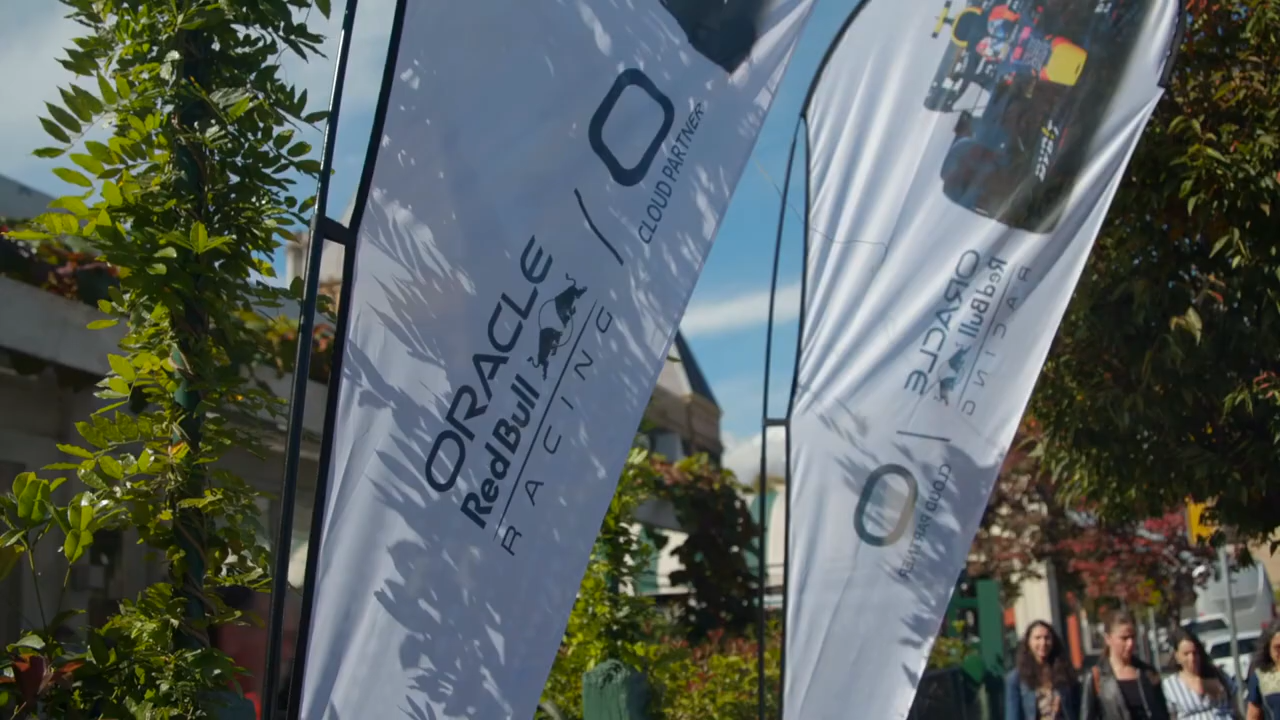 ORACLE
Red Bull
RACING
CLOUD PARTNER
ORACLE
Red Bull
RACING
CLOUD PARTNER